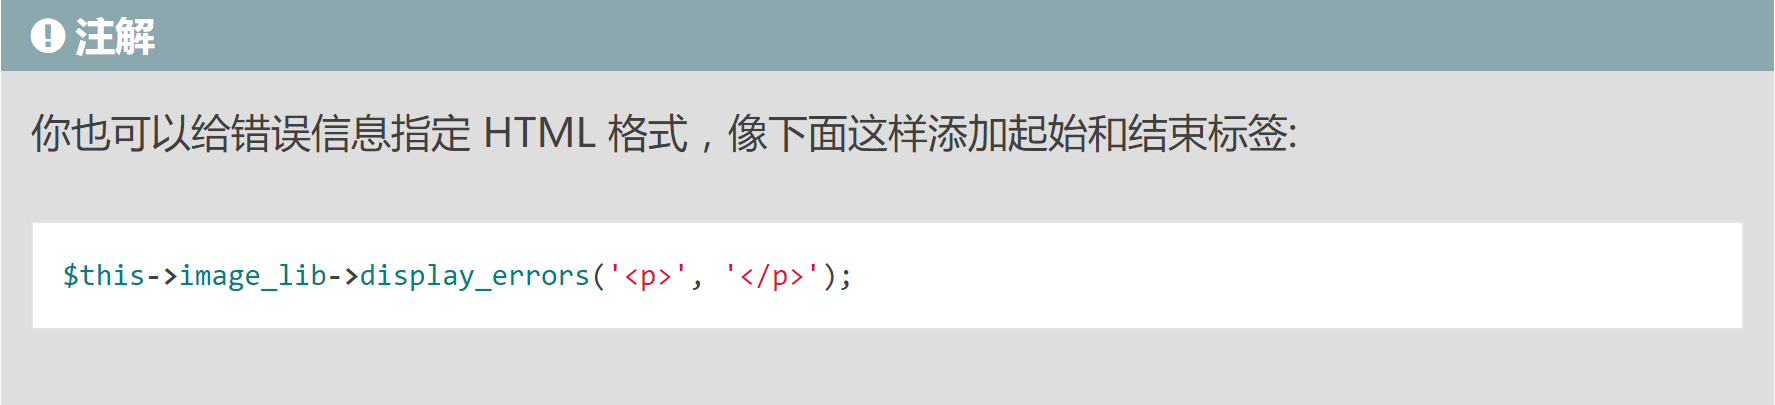 注解
你也可以给错误信息指定 HTML 格式，像下面这样添加起始和结束标签:
$this->image_lib->display_errors('<p>', '</p>');